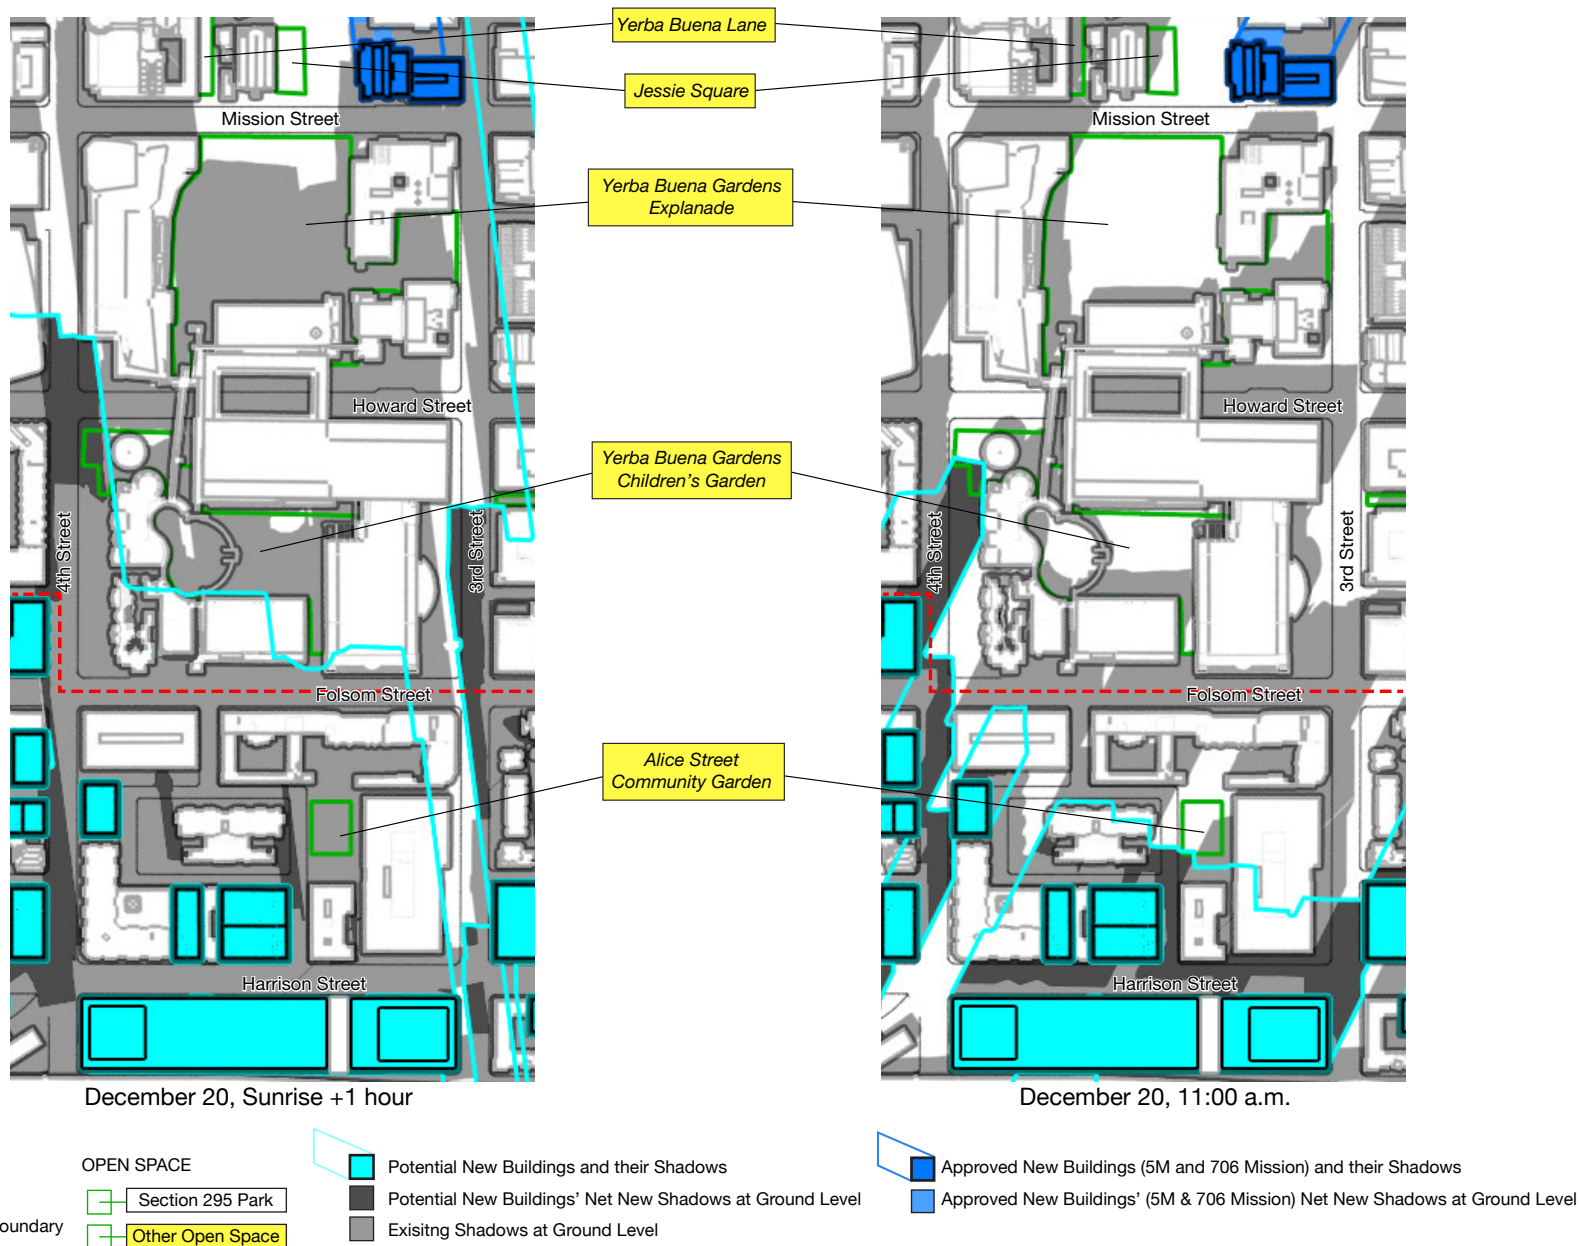 Yerba Buena Lane
Jessie Square
Mission Street
Mission Street
Yerba Buena Gardens
Explanade
Howard Street
Howard Street
Yerba Buena Gardens
Children's Garden
4th Street
3rd Street
4th Street
3rd Street
Folsom Street
Folsom Street
Alice Street
Community Garden
Harrison Street
Harrison Street
December 20, Sunrise +1 hour
December 20, 11:00 a.m.
OPEN SPACE
Section 295 Park
oundary
Other Open Space
Potential New Buildings and their Shadows
Potential New Buildings' Net New Shadows at Ground Level
Exisitng Shadows at Ground Level
Approved New Buildings (5M and 706 Mission) and their Shadows
Approved New Buildings' (5M & 706 Mission) Net New Shadows at Ground Level